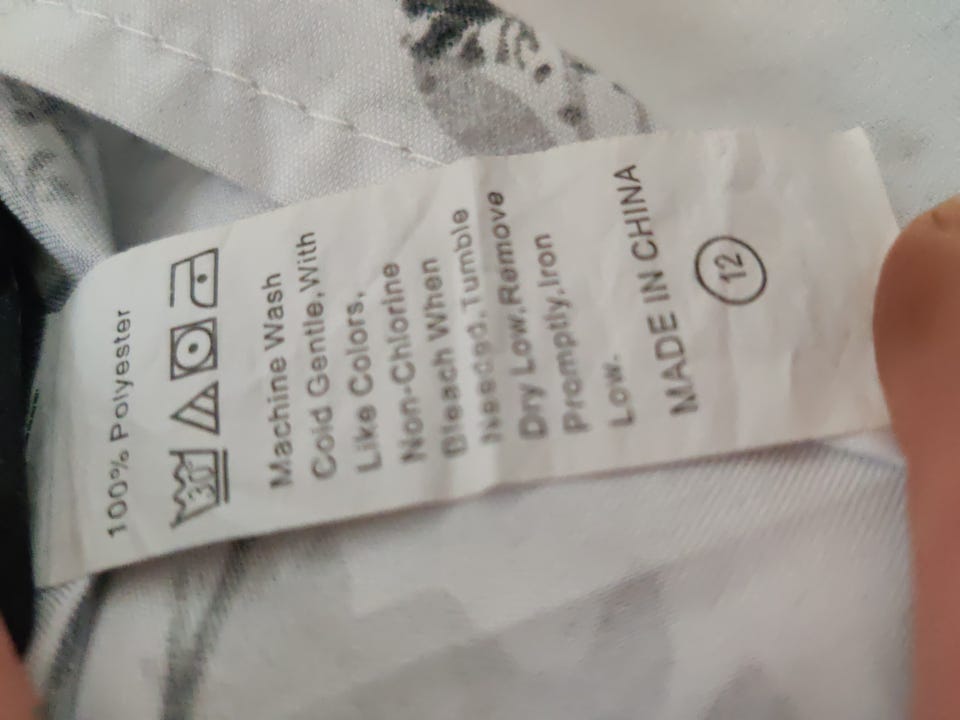 100% Polyester
30°
Machine Wash
Cold Gentle,With
Like Colors,
Non-Chlorine
Bleach When
Needed,Tumble
Dry Low,Remove
Promptly,Iron
Low.
MADE IN CHINA
12